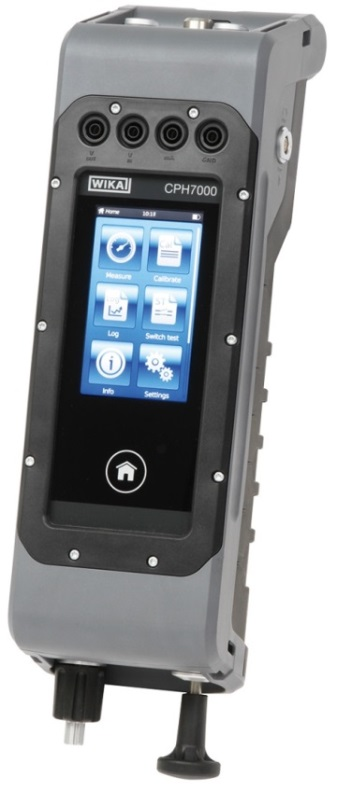 WIKA
CPH7000
Home 10:10
Measure Calibrate
Log Switch test
Info Settings